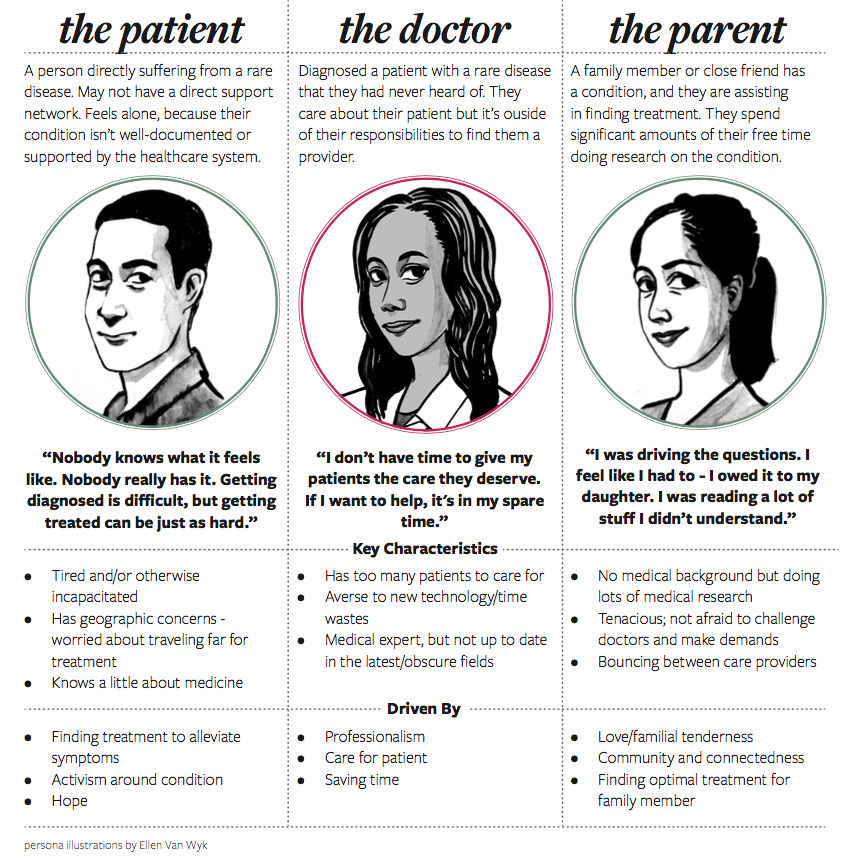 the patient
A person directly suffering from a rare
disease. May not have a direct support
network. Feels alone, because their
condition isn't well-documented or
supported by the healthcare system.
“Nobody knows what it feels
like. Nobody really has it. Getting
diagnosed is difficult, but getting
treated can be just as hard.”
the doctor
Diagnosed a patient with a rare disease
that they had never heard of. They
care about their patient but it's ouside
of their responsibilities to find them a
provider.
“I don't have time to give my
patients the care they deserve.
If I want to help, it's in my spare
time.”
the parent
A family member or close friend has
a condition, and they are assisting
in finding treatment. They spend
significant amounts of their free time
doing research on the condition.
“I was driving the questions. I
feel like I had to - I owed it to my
daughter. I was reading a lot of
stuff I didn't understand.”
Key Characteristics
• Tired and/or otherwise
incapacitated
• Has geographic concerns -
worried about traveling far for
treatment
• Knows a little about medicine
• Has too many patients to care for
• Averse to new technology/time
wastes
• Medical expert, but not up to date
in the latest/obscure fields
• No medical background but doing
lots of medical research
• Tenacious; not afraid to challenge
doctors and make demands
• Bouncing between care providers
Driven By
• Finding treatment to alleviate
symptoms
• Activism around condition
• Hope
• Professionalism
• Care for patient
• Saving time
• Love/familial tenderness
• Community and connectedness
• Finding optimal treatment for
family member
persona illustrations by Ellen Van Wyk